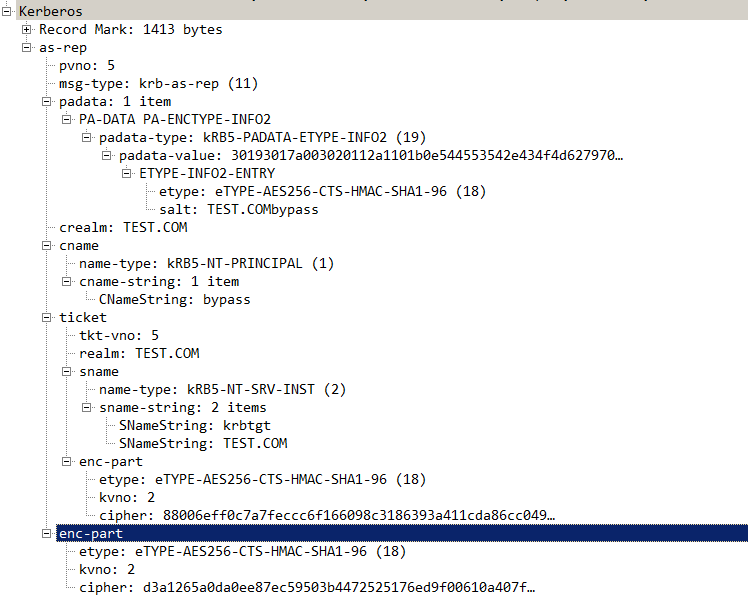 Kerberos
Record Mark: 1413 bytes
as-rep
pvno: 5
msg-type: krb-as-rep (11)
padata: 1 item
PA-DATA PA-ENCTYPE-INFO2
padata-type: kRB5-PADATA-ETYPE-INFO2 (19)
padata-value: 30193017a003020112a1101b0e544553542e434f4d627970…
ETYPE-INFO2-ENTRY
etype: eTYPE-AES256-CTS-HMAC-SHA1-96 (18)
salt: TEST.COMbypass
crealm: TEST.COM
cname
name-type: kRB5-NT-PRINCIPAL (1)
cname-string: 1 item
CNameString: bypass
ticket
tkt-vno: 5
realm: TEST.COM
sname
name-type: kRB5-NT-SRV-INST (2)
sname-string: 2 items
SNameString: krbtgt
SNameString: TEST.COM
enc-part
etype: eTYPE-AES256-CTS-HMAC-SHA1-96 (18)
kvno: 2
cipher: 88006eff0c7a7feccc6f166098c3186393a411cda86cc049…
enc-part
etype: eTYPE-AES256-CTS-HMAC-SHA1-96 (18)
kvno: 2
cipher: d3a1265a0da0ee87ec59503b4472525176ed9f00610a407f…